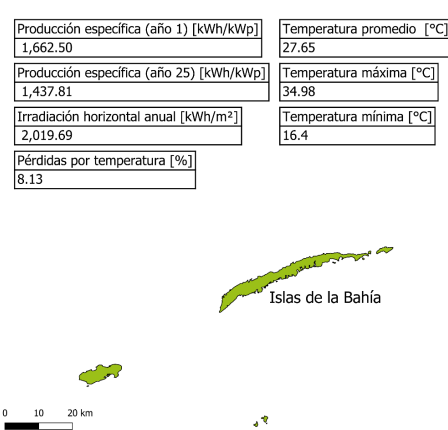 Producción específica (año 1) [kWh/kWp]
1,662.50
Temperatura promedio [°C]
27.65
Producción específica (año 25) [kWh/kWp]
1,437.81
Temperatura máxima [°C]
34.98
Irradiación horizontal anual [kWh/m²]
2,019.69
Temperatura mínima [°C]
16.4
Pérdidas por temperatura [%]
8.13
Islas de la Bahía
0 10 20 km